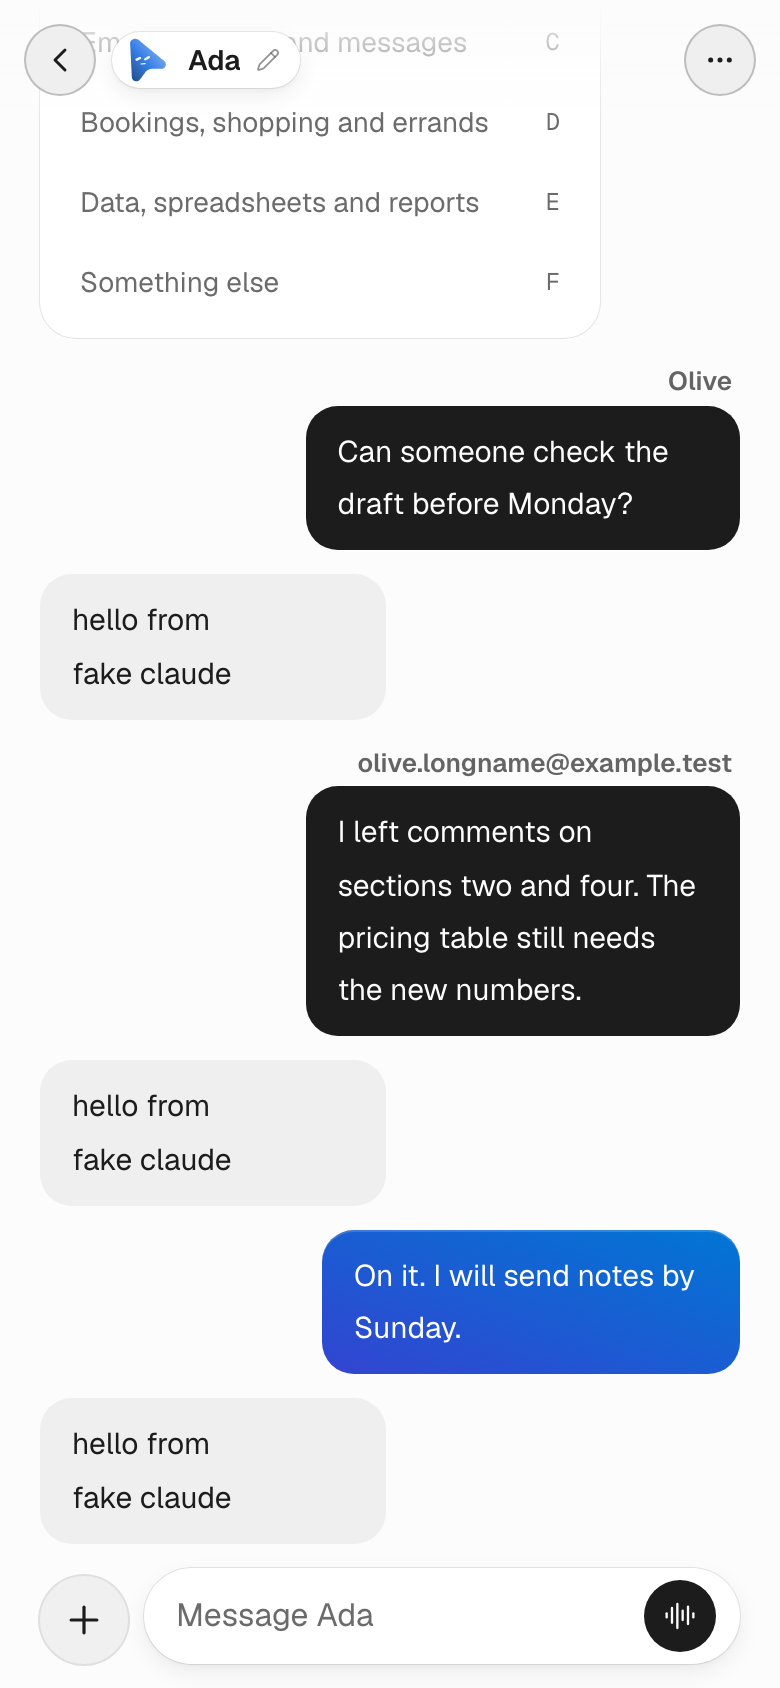 Em
Ada
nd messages
C
Bookings, shopping and errands
D
Data, spreadsheets and reports
E
Something else
F
Olive
Can someone check the
draft before Monday?
hello from
fake claude
olive.longname@example.test
I left comments on
sections two and four. The
pricing table still needs
the new numbers.
hello from
fake claude
On it. I will send notes by
Sunday.
hello from
fake claude
Message Ada